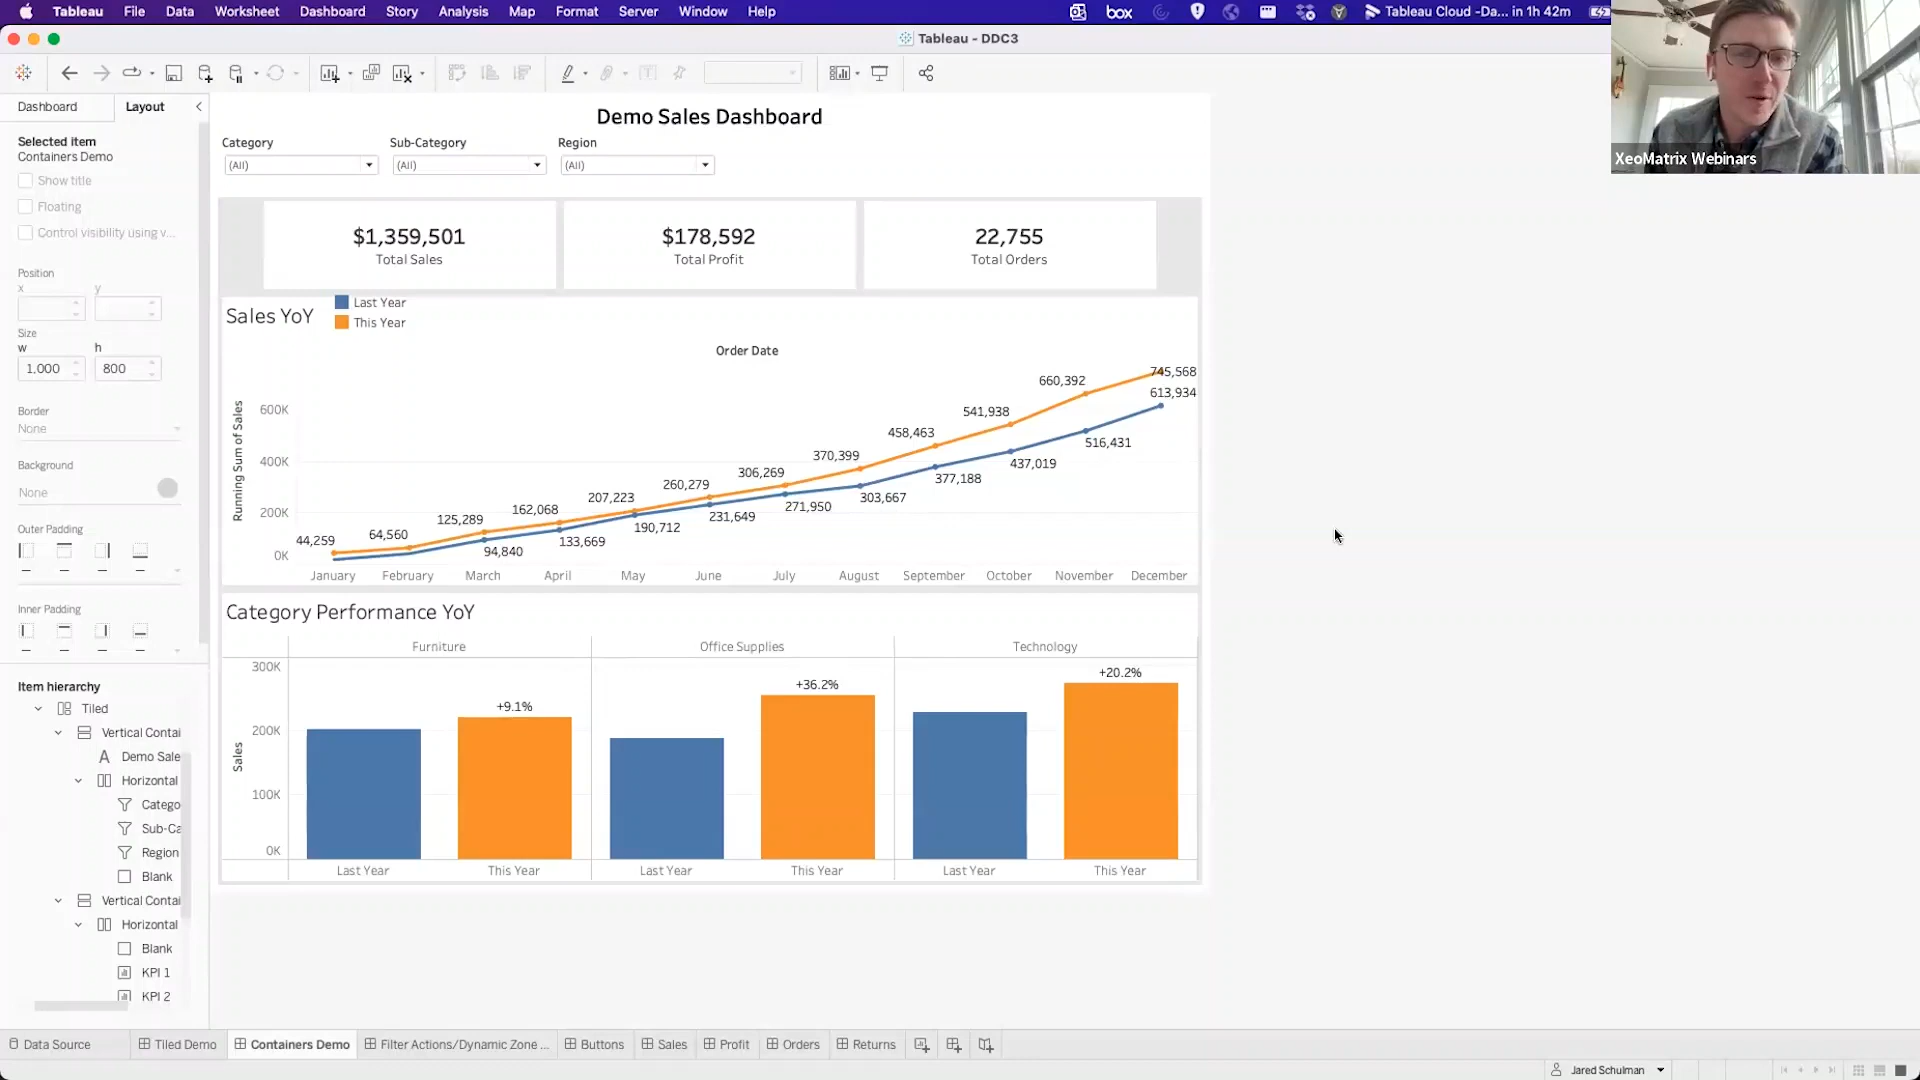 Tableau File Data Worksheet Dashboard Story Analysis Map Format Server Window Help box Tableau Cloud -Da... in 1h 42m
Tableau - DDC3
XeoMatrix Webinars
Dashboard Layout
Selected item
Containers Demo
Show title
Floating
Control visibility using v...
Position
x y
Size
w h
1,000 800
Border
None
Background
None
Outer Padding
Inner Padding
Item hierarchy
Tiled
Vertical Contai
Demo Sale
Horizontal
Catego
Sub-Ca
Region
Blank
Vertical Contai
Horizontal
Blank
KPI 1
KPI 2
Demo Sales Dashboard
Category Sub-Category Region
(All) (All) (All)
$1,359,501 $178,592 22,755
Total Sales Total Profit Total Orders
Sales YoY
Last Year
This Year
Order Date
Running Sum of Sales
600K
400K
200K
0K
44,259 64,560 125,289 162,068 207,223 260,279 306,269 370,399 458,463 541,938 660,392 745,568
94,840 133,669 190,712 231,649 271,950 303,667 377,188 437,019 516,431 613,934
January February March April May June July August September October November December
Category Performance YoY
Furniture Office Supplies Technology
Sales
300K
200K
100K
0K
+9.1% +36.2% +20.2%
Last Year This Year Last Year This Year Last Year This Year
Data Source Tiled Demo Containers Demo Filter Actions/Dynamic Zone ... Buttons Sales Profit Orders Returns
Jared Schulman